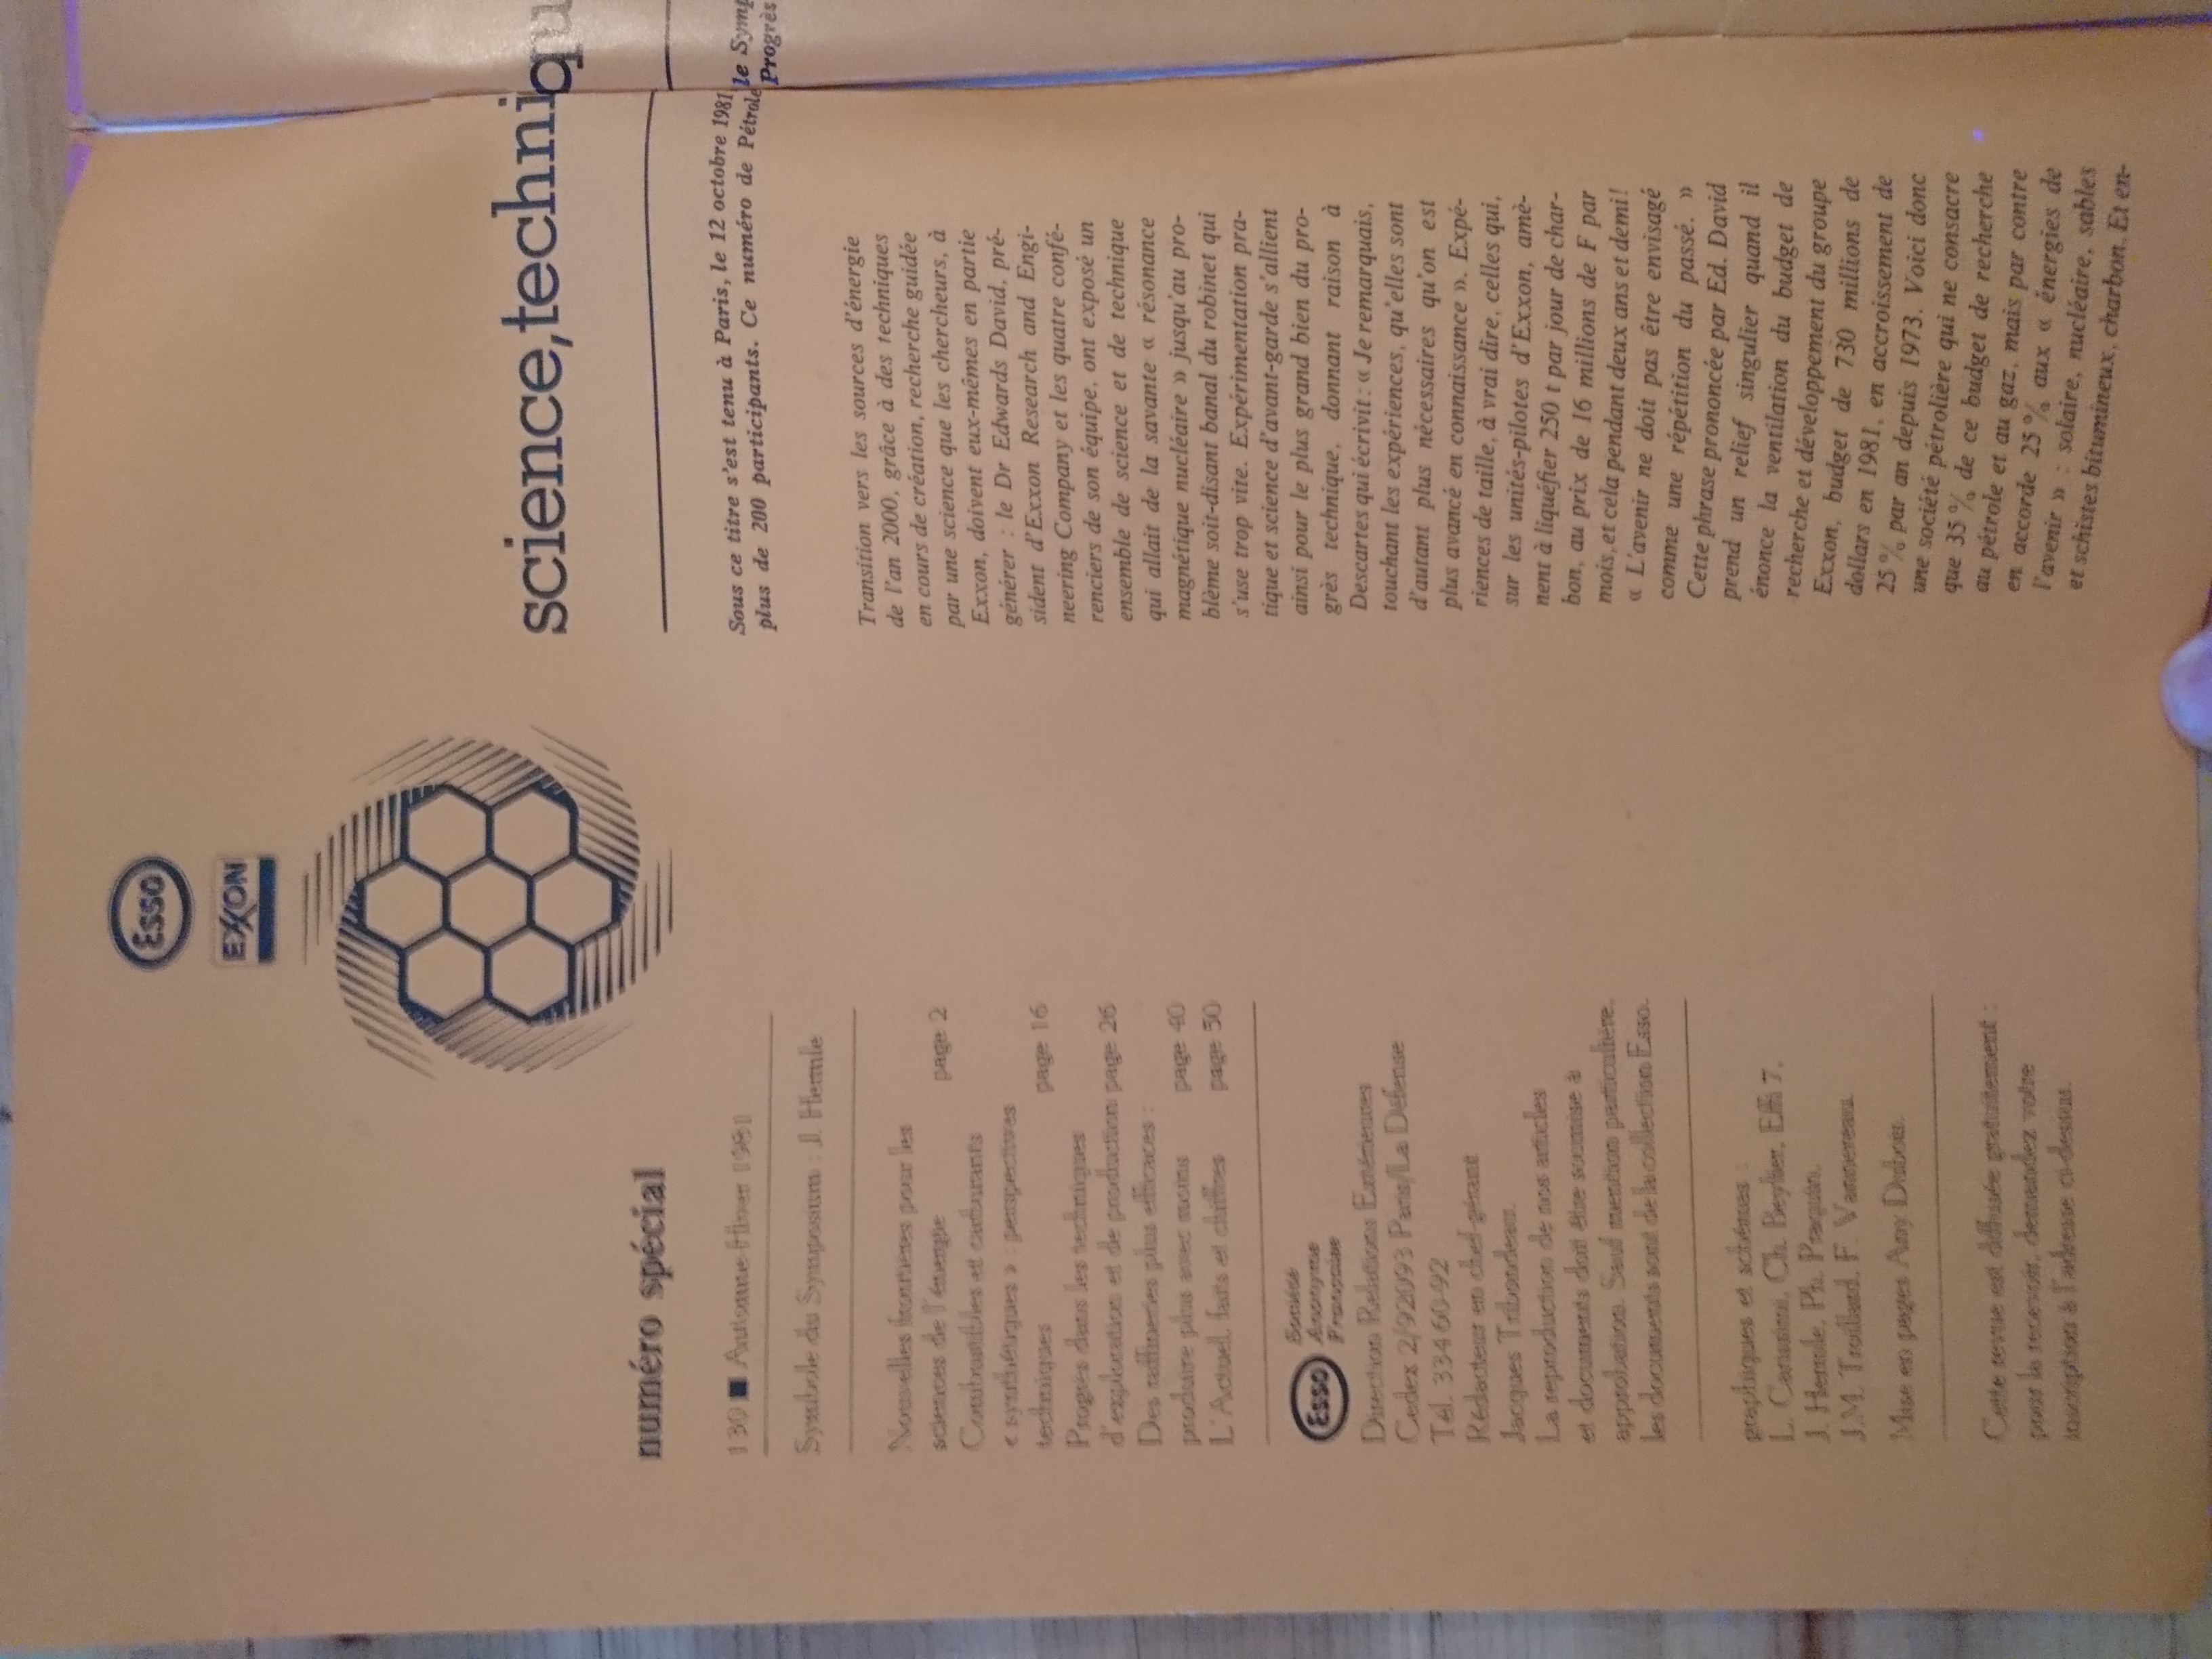 Esso
EXXON
numéro spécial
130 ■ Autonne-Hiver 1981
Symbole du Symposium : J. Hermle
Nouvelles frontières pour les
sciences de l'énergie page 2
Combustibles et carburants
« synthétiques » : perspectives
techniques page 16
Progrès dans les techniques
d'exploration et de production page 26
Des raffineries plus efficaces :
produire plus avec moins page 40
L'Actuel, faits et chiffres page 50
Esso
Société
Anonyme
Française
Direction Relations Extérieures
Cedex 2/92093 Paris/La Défense
Tél. 334 60-92
Rédacteur en chef-gérant
Jacques Tribondeau.
La reproduction de nos articles
et documents doit être soumise à
approbation. Sauf mention particulière,
les documents sont de la collection Esso.
graphiques et schémas :
L. Carissimi, Ch. Beylier, Effi 7,
J. Hermle, Ph. Parquin,
J.M. Troillard, F. Vannereau.
Mise en pages Any Dubois.
Cette revue est diffusée gratuitement :
pour la recevoir, demandez votre
inscription à l'adresse ci-dessus.
science, techniqu
Sous ce titre s'est tenu à Paris, le 12 octobre 1981, le Symp
plus de 200 participants. Ce numéro de Pétrole Progrès
Transition vers les sources d'énergie
de l'an 2000, grâce à des techniques
en cours de création, recherche guidée
par une science que les chercheurs, à
Exxon, doivent eux-mêmes en partie
générer : le Dr Edwards David, pré-
sident d'Exxon Research and Engi-
neering Company et les quatre confé-
renciers de son équipe, ont exposé un
ensemble de science et de technique
qui allait de la savante « résonance
magnétique nucléaire » jusqu'au pro-
blème soit-disant banal du robinet qui
s'use trop vite. Expérimentation pra-
tique et science d'avant-garde s'allient
ainsi pour le plus grand bien du pro-
grès technique, donnant raison à
Descartes qui écrivit : « Je remarquais,
touchant les expériences, qu'elles sont
d'autant plus nécessaires qu'on est
plus avancé en connaissance ». Expé-
riences de taille, à vrai dire, celles qui,
sur les unités-pilotes d'Exxon, amè-
nent à liquéfier 250 t par jour de char-
bon, au prix de 16 millions de F par
mois, et cela pendant deux ans et demi!
« L'avenir ne doit pas être envisagé
comme une répétition du passé. »
Cette phrase prononcée par Ed. David
prend un relief singulier quand il
énonce la ventilation du budget de
recherche et développement du groupe
Exxon, budget de 730 millions de
dollars en 1981, en accroissement de
25 % par an depuis 1973. Voici donc
une société pétrolière qui ne consacre
que 35 % de ce budget de recherche
au pétrole et au gaz, mais par contre
en accorde 25 % aux « énergies de
l'avenir » : solaire, nucléaire, sables
et schistes bitumineux, charbon. Et en-